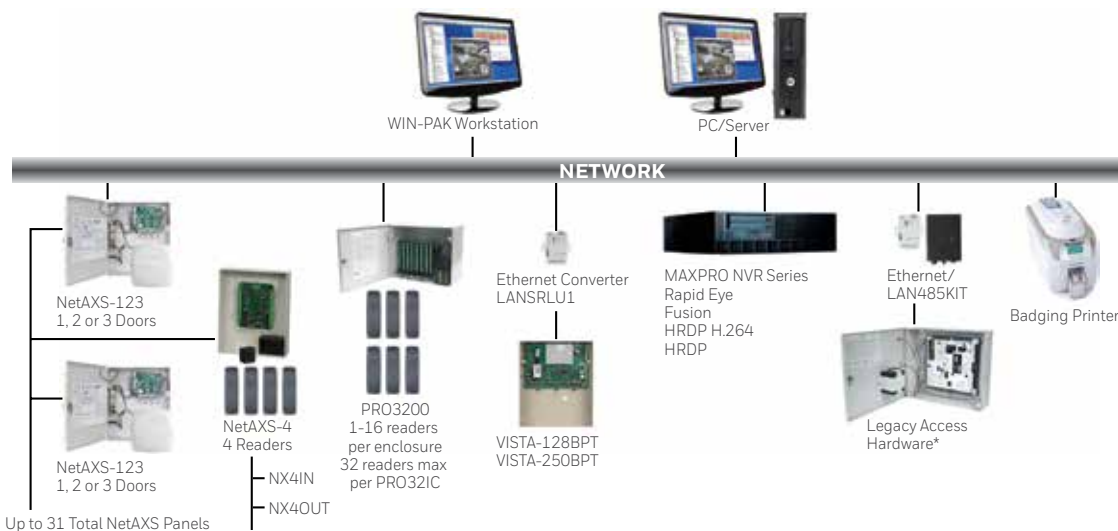 WIN-PAK Workstation
PC/Server
NETWORK
NetAXS-123
1, 2 or 3 Doors
NetAXS-4
4 Readers
NX4IN
NX4OUT
NetAXS-123
1, 2 or 3 Doors
Up to 31 Total NetAXS Panels
PRO3200
1-16 readers
per enclosure
32 readers max
per PRO32IC
Ethernet Converter
LANSRLU1
VISTA-128BPT
VISTA-250BPT
MAXPRO NVR Series
Rapid Eye
Fusion
HRDP H.264
HRDP
Ethernet/
LAN485KIT
Legacy Access
Hardware*
Badging Printer